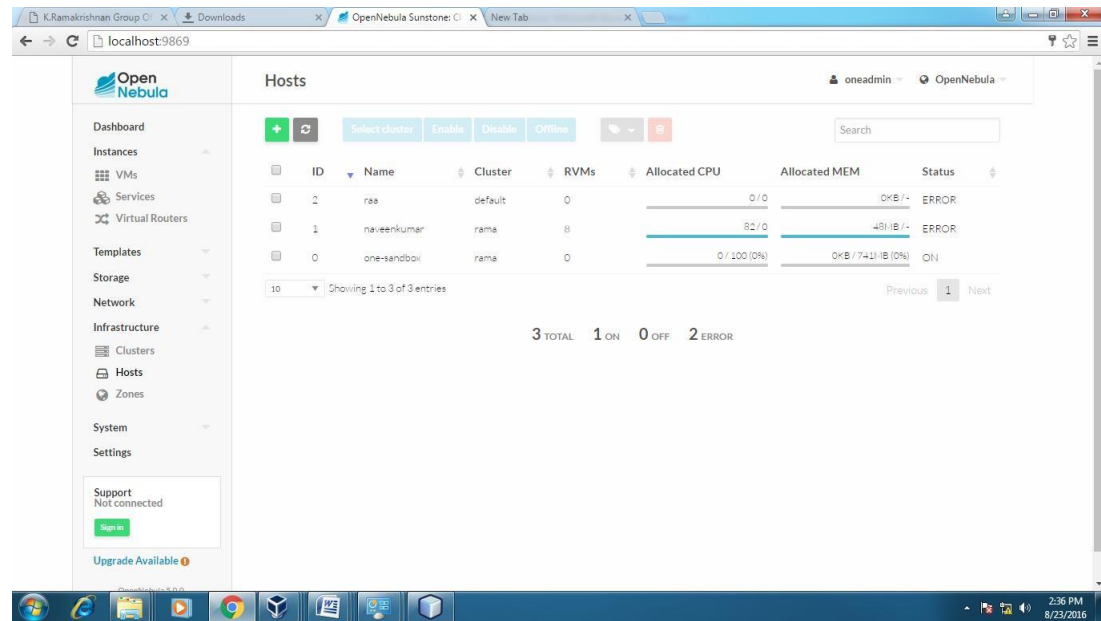 K.Ramakrishnan Group O
Downloads
OpenNebula Sunstone: Cl
New Tab
localhost:9869
Open
Nebula
Hosts
oneadmin
OpenNebula
Dashboard
Instances
VMs
Services
Virtual Routers
Templates
Storage
Network
Infrastructure
Clusters
Hosts
Zones
System
Settings
Support
Not connected
Sign in
Upgrade Available
OpenNebula 5.0.0
Select cluster Enable Disable Offline
Search
ID Name Cluster RVMs Allocated CPU Allocated MEM Status
2 raa default 0 0 / 0 0KB / - ERROR
1 naveenkumar rama 8 82 / 0 48MB / - ERROR
0 one-sandbox rama 0 0 / 100 (0%) 0KB / 741MB (0%) ON
10 Showing 1 to 3 of 3 entries
Previous 1 Next
3 TOTAL 1 ON 0 OFF 2 ERROR
2:36 PM
8/23/2016